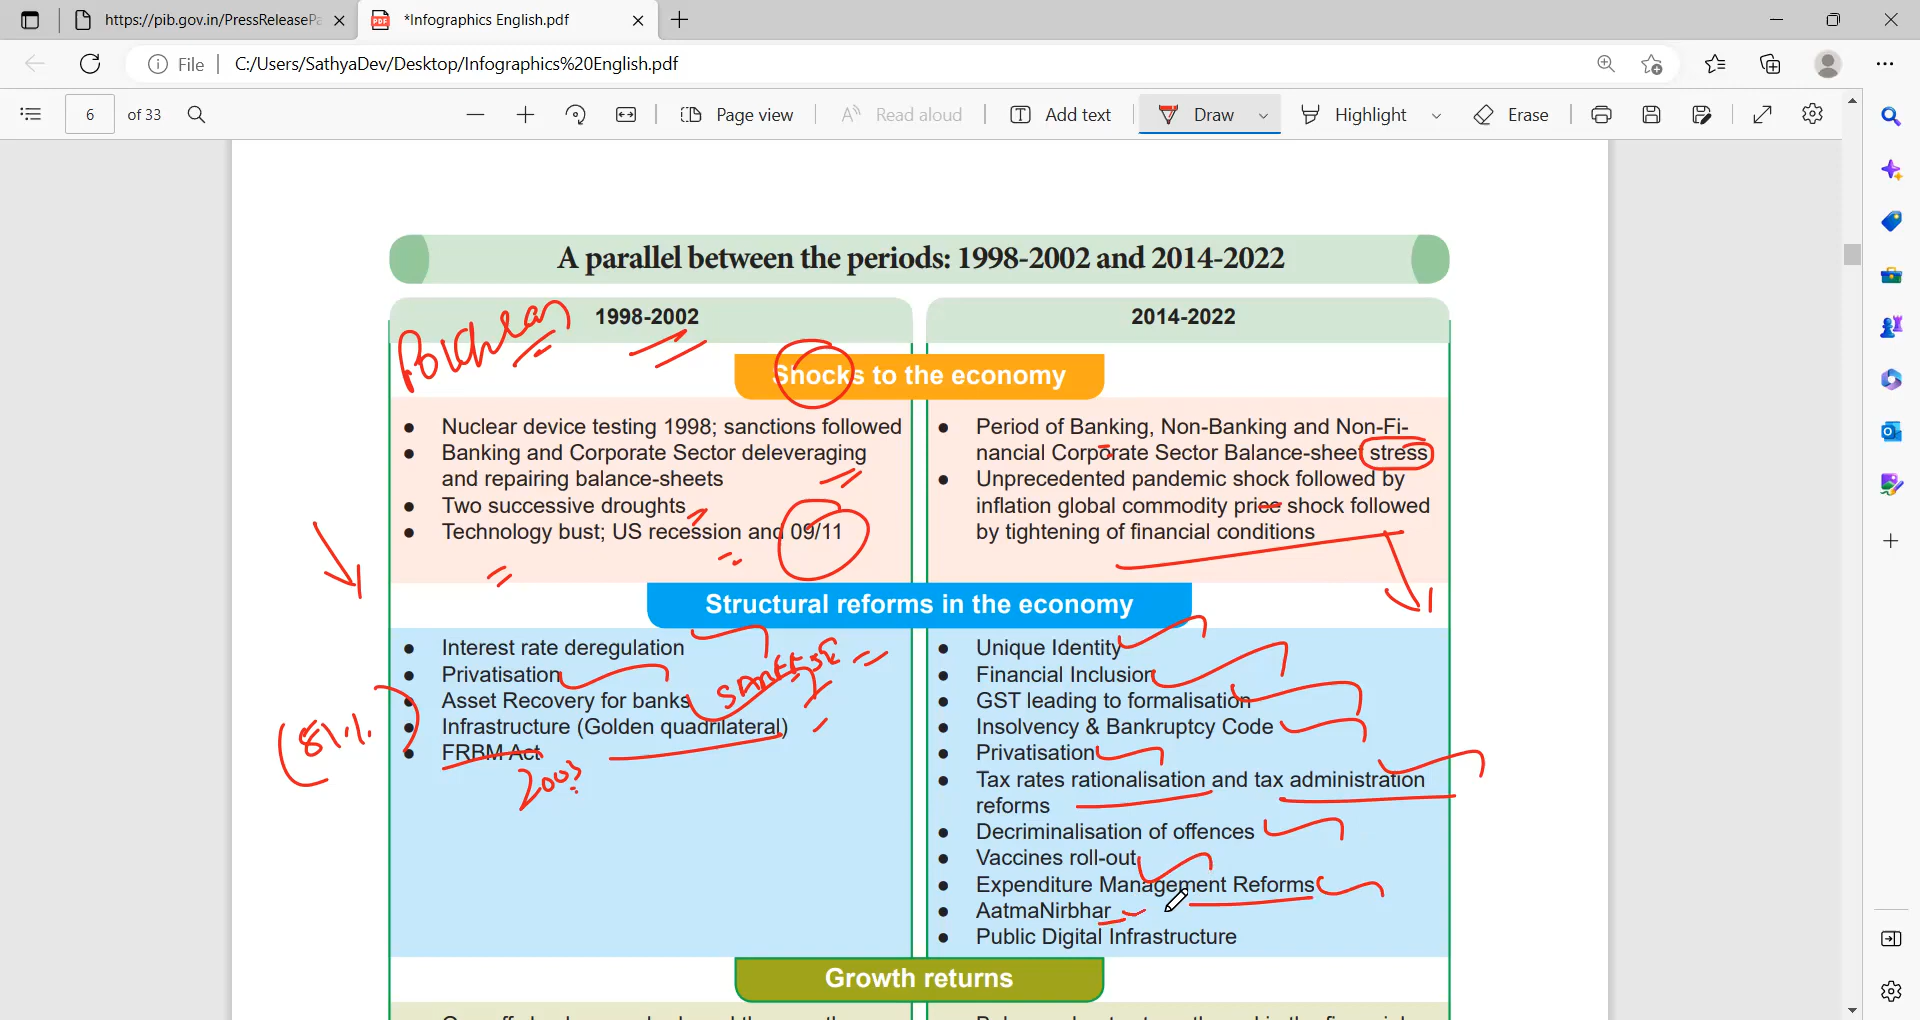 https://pib.gov.in/PressReleasePa
*Infographics English.pdf
File
C:/Users/SathyaDev/Desktop/Infographics%20English.pdf
6 of 33
Page view
Read aloud
Add text
Draw
Highlight
Erase
A parallel between the periods: 1998-2002 and 2014-2022
1998-2002
2014-2022
Pokhran
Shocks to the economy
● Nuclear device testing 1998; sanctions followed
● Banking and Corporate Sector deleveraging
and repairing balance-sheets
● Two successive droughts
● Technology bust; US recession and 09/11
● Period of Banking, Non-Banking and Non-Fi-
nancial Corporate Sector Balance-sheet stress
● Unprecedented pandemic shock followed by
inflation global commodity price shock followed
by tightening of financial conditions
Structural reforms in the economy
● Interest rate deregulation
● Privatisation
● Asset Recovery for banks
● Infrastructure (Golden quadrilateral)
● FRBM Act
2003
● Unique Identity
● Financial Inclusion
● GST leading to formalisation
● Insolvency & Bankruptcy Code
● Privatisation
● Tax rates rationalisation and tax administration
reforms
● Decriminalisation of offences
● Vaccines roll-out
● Expenditure Management Reforms
● AatmaNirbhar
● Public Digital Infrastructure
Growth returns